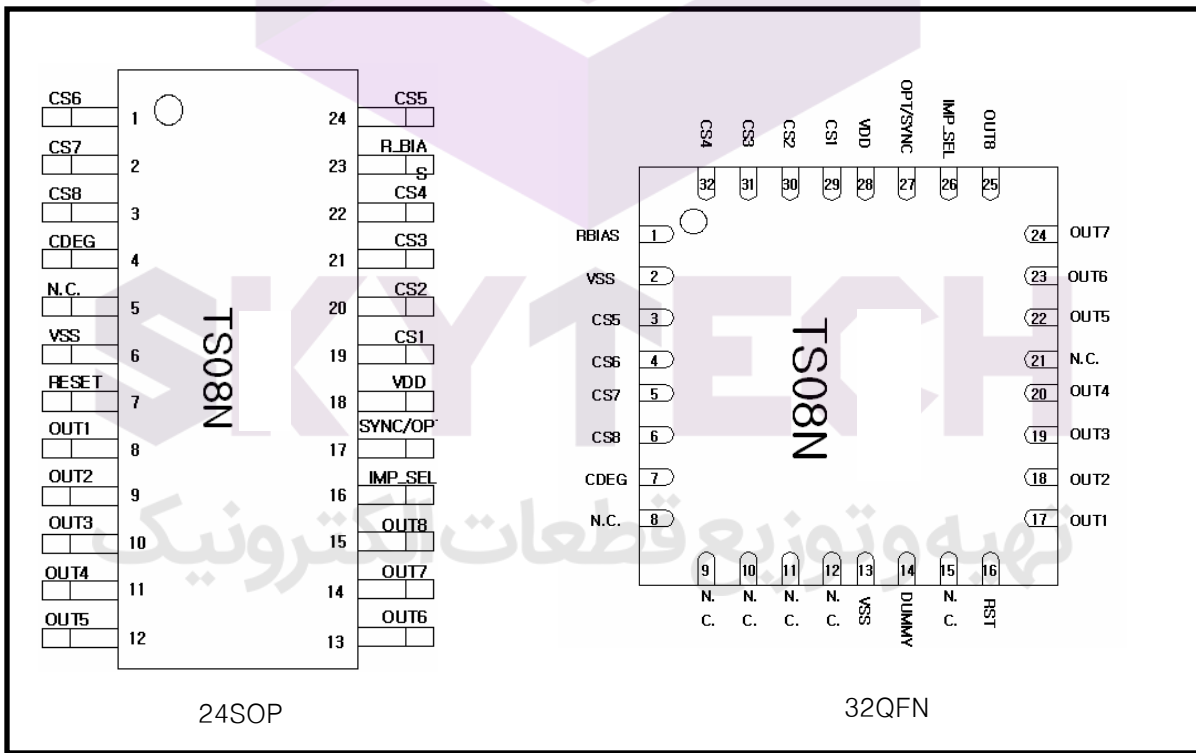 CS6
1
CS7
2
CS8
3
CDEG
4
N.C.
5
VSS
6
RESET
7
OUT1
8
OUT2
9
OUT3
10
OUT4
11
OUT5
12
TS08N
CS5
24
R_BIA
S
23
CS4
22
CS3
21
CS2
20
CS1
19
VDD
18
SYNC/OP
17
IMP_SEL
16
OUT8
15
OUT7
14
OUT6
13
24SOP
CS4
CS3
CS2
CS1
VDD
OPT/SYNC
IMP_SEL
OUT8
32
31
30
29
28
27
26
25
RBIAS 1
VSS 2
CS5 3
CS6 4
CS7 5
CS8 6
CDEG 7
N.C. 8
TS08N
24 OUT7
23 OUT6
22 OUT5
21 N.C.
20 OUT4
19 OUT3
18 OUT2
17 OUT1
9
10
11
12
13
14
15
16
N.C.
N.C.
N.C.
N.C.
VSS
DUMMY
N.C.
RST
32QFN
SKYTECH
تهیه و توزیع قطعات الکترونیک